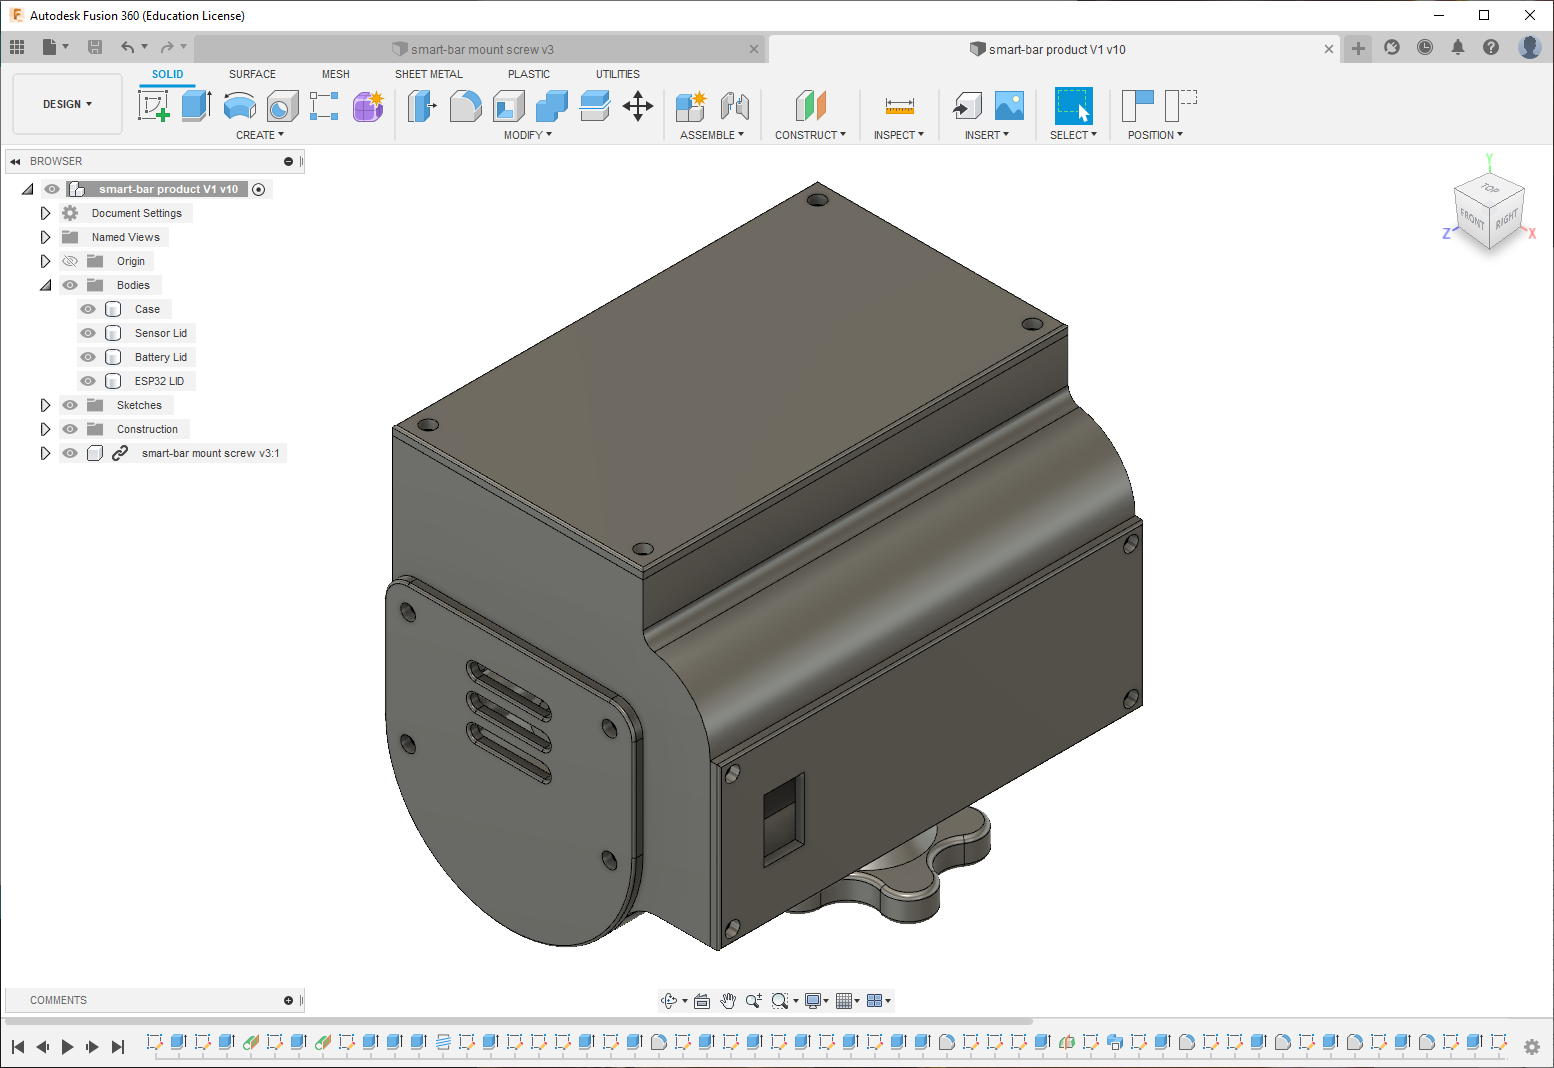 Autodesk Fusion 360 (Education License)
smart-bar mount screw v3
smart-bar product V1 v10
SOLID SURFACE MESH SHEET METAL PLASTIC UTILITIES
DESIGN
CREATE MODIFY ASSEMBLE CONSTRUCT INSPECT INSERT SELECT POSITION
BROWSER
smart-bar product V1 v10
Document Settings
Named Views
Origin
Bodies
Case
Sensor Lid
Battery Lid
ESP32 LID
Sketches
Construction
smart-bar mount screw v3:1
Y
TOP
FRONT
RIGHT
Z
X
COMMENTS